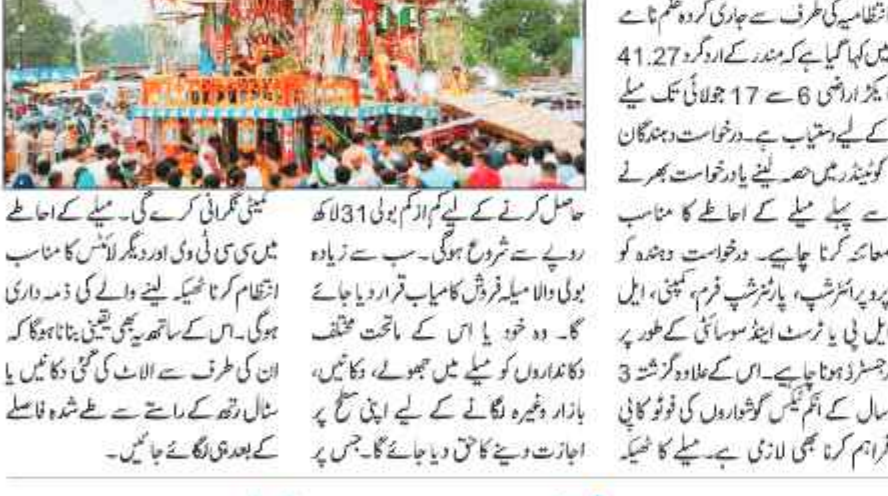 انتظامیہ کی طرف سے جاری کردہ حکم نامے
میں کہا گیا ہے کہ مندر کے اردگرد 41.27
ایکڑ اراضی 6 سے 17 جولائی تک میلے
کے لیے دستیاب ہے۔ درخواست دہندگان
کو ٹینڈر میں حصہ لینے یا درخواست بھرنے
سے پہلے میلے کے احاطے کا مناسب
معائنہ کرنا چاہیے۔ درخواست دہندہ کو
پروپرائٹرشپ، پارٹنرشپ فرم، کمپنی، ایل
ایل پی یا ٹرسٹ اینڈ سوسائٹی کے طور پر
رجسٹرڈ ہونا چاہیے۔ اس کے علاوہ گزشتہ 3
سال کے انکم ٹیکس گوشواروں کی فوٹو کاپی
فراہم کرنا بھی لازمی ہے۔ میلے کا ٹھیکہ
حاصل کرنے کے لیے کم از کم بولی 31 لاکھ
روپے سے شروع ہوگی۔ سب سے زیادہ
بولی والا میلہ فروش کامیاب قرار دیا جائے
گا۔ وہ خود یا اس کے ماتحت مختلف
دکانداروں کو میلے میں جھولے، دکانیں،
بازار وغیرہ لگانے کے لیے اپنی سطح پر
اجازت دینے کا حق دیا جائے گا۔ جس پر
کمیٹی نگرانی کرے گی۔ میلے کے احاطے
میں سی سی ٹی وی اور دیگر لائٹس کا مناسب
انتظام کرنا ٹھیکہ لینے والے کی ذمہ داری
ہوگی۔ اس کے ساتھ یہ بھی یقینی بنانا ہوگا کہ
ان کی طرف سے الاٹ کی گئی دکانیں یا
سٹال رتھ کے راستے سے طے شدہ فاصلے
کے بعد ہی لگائے جائیں۔